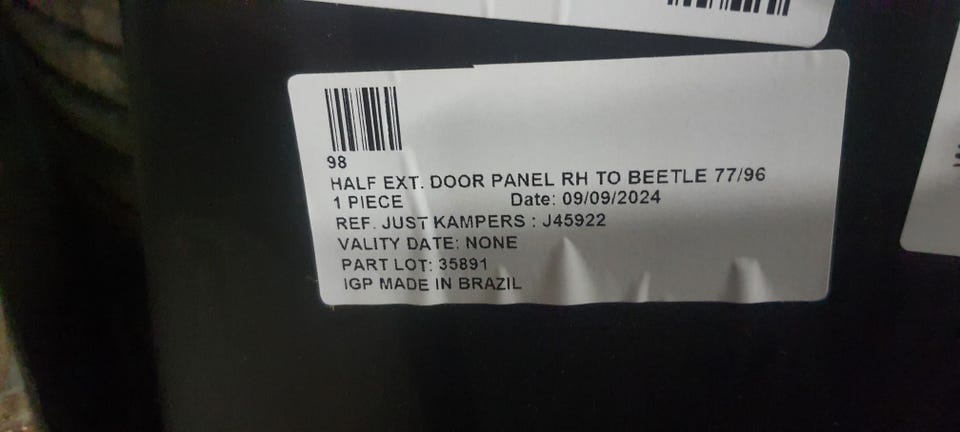 98
HALF EXT. DOOR PANEL RH TO BEETLE 77/96
1 PIECE Date: 09/09/2024
REF. JUST KAMPERS : J45922
VALITY DATE: NONE
PART LOT: 35891
IGP MADE IN BRAZIL